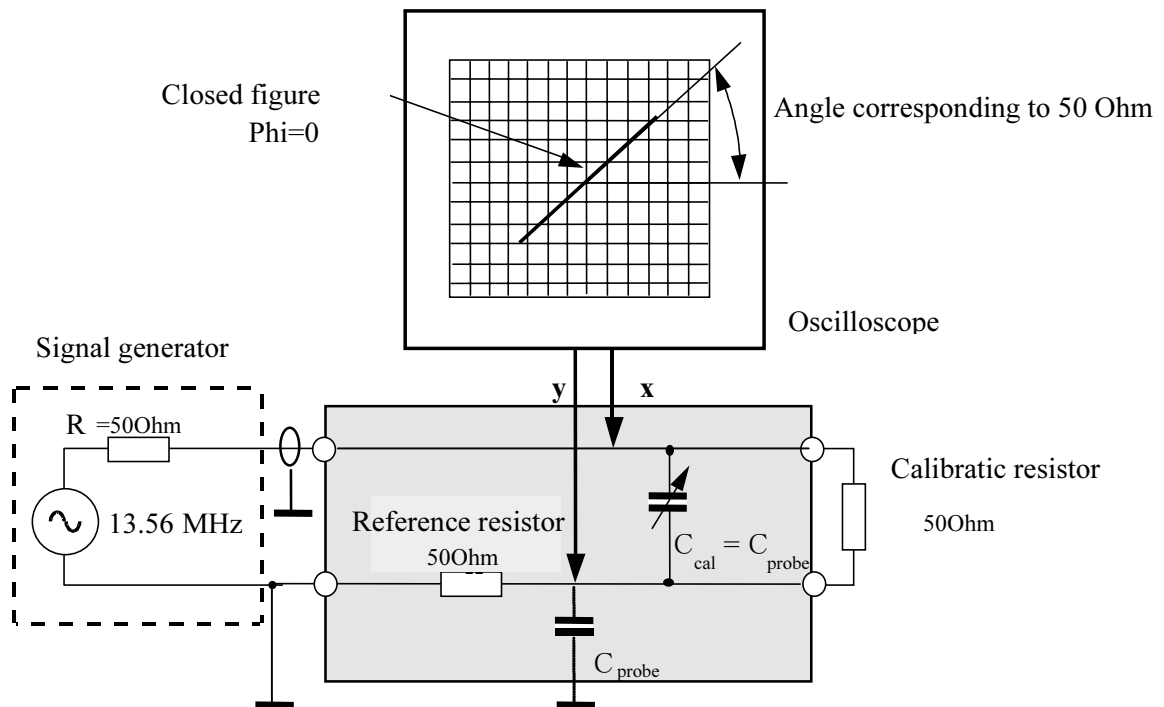 Closed figure
Phi=0
Angle corresponding to 50 Ohm
Oscilloscope
Signal generator
y
x
R =50Ohm
13.56 MHz
Reference resistor
50Ohm
C cal = C probe
C probe
Calibratic resistor
50Ohm